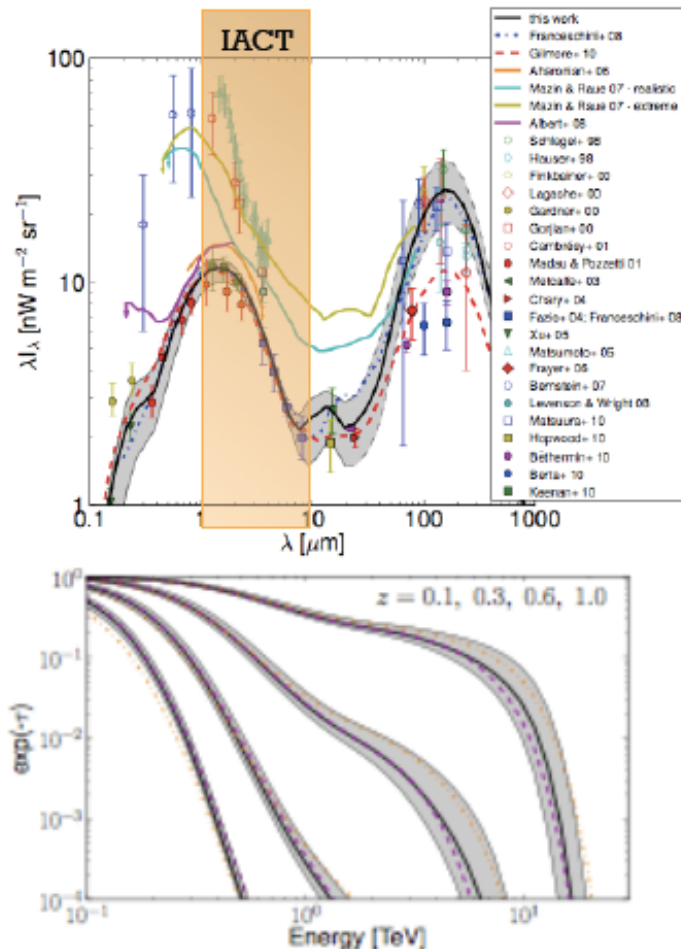 IACT
100
10
1
λI_λ [nW m⁻² sr⁻¹]
0.1 1 10 100 1000
λ [μm]
this work
Franceschini+ 08
Gilmore+ 10
Aharonian+ 06
Mazin & Raue 07 - realistic
Mazin & Raue 07 - extreme
Albert+ 08
Schlegel+ 98
Hauser+ 98
Finkbeiner+ 00
Lagache+ 00
Gardner+ 00
Gorjian+ 00
Cambrésy+ 01
Madau & Pozzetti 01
Metcalfe+ 03
Chary+ 04
Fazio+ 04; Franceschini+ 08
Xu+ 05
Matsumoto+ 05
Frayer+ 06
Bernstein+ 07
Levenson & Wright 08
Matsuura+ 10
Hopwood+ 10
Béthermin+ 10
Berta+ 10
Keenan+ 10
z = 0.1, 0.3, 0.6, 1.0
10⁰
10⁻¹
10⁻²
10⁻³
exp(-τ)
10⁻¹ 10⁰ 10¹
Energy [TeV]